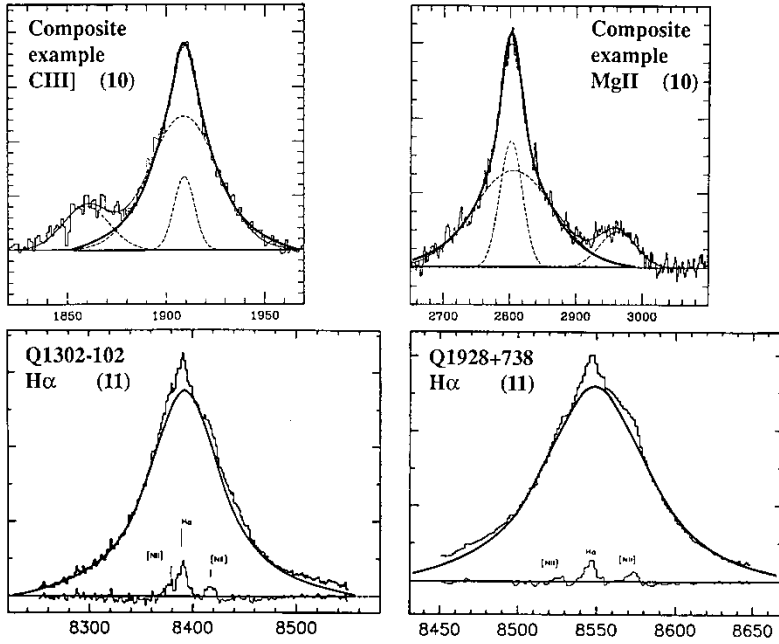 Composite
example
CIII] (10)
1850 1900 1950
Composite
example
MgII (10)
2700 2800 2900 3000
Q1302-102
Hα (11)
Hα
[NII] [NII]
8300 8400 8500
Q1928+738
Hα (11)
[NII] Hα [NII]
8450 8500 8550 8600 8650